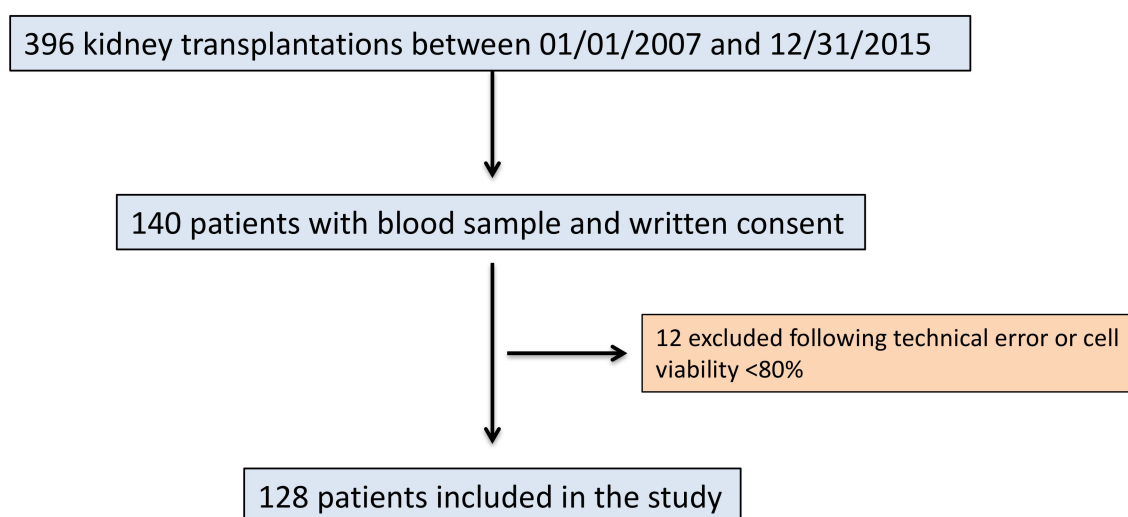 396 kidney transplantations between 01/01/2007 and 12/31/2015
140 patients with blood sample and written consent
12 excluded following technical error or cell
viability <80%
128 patients included in the study